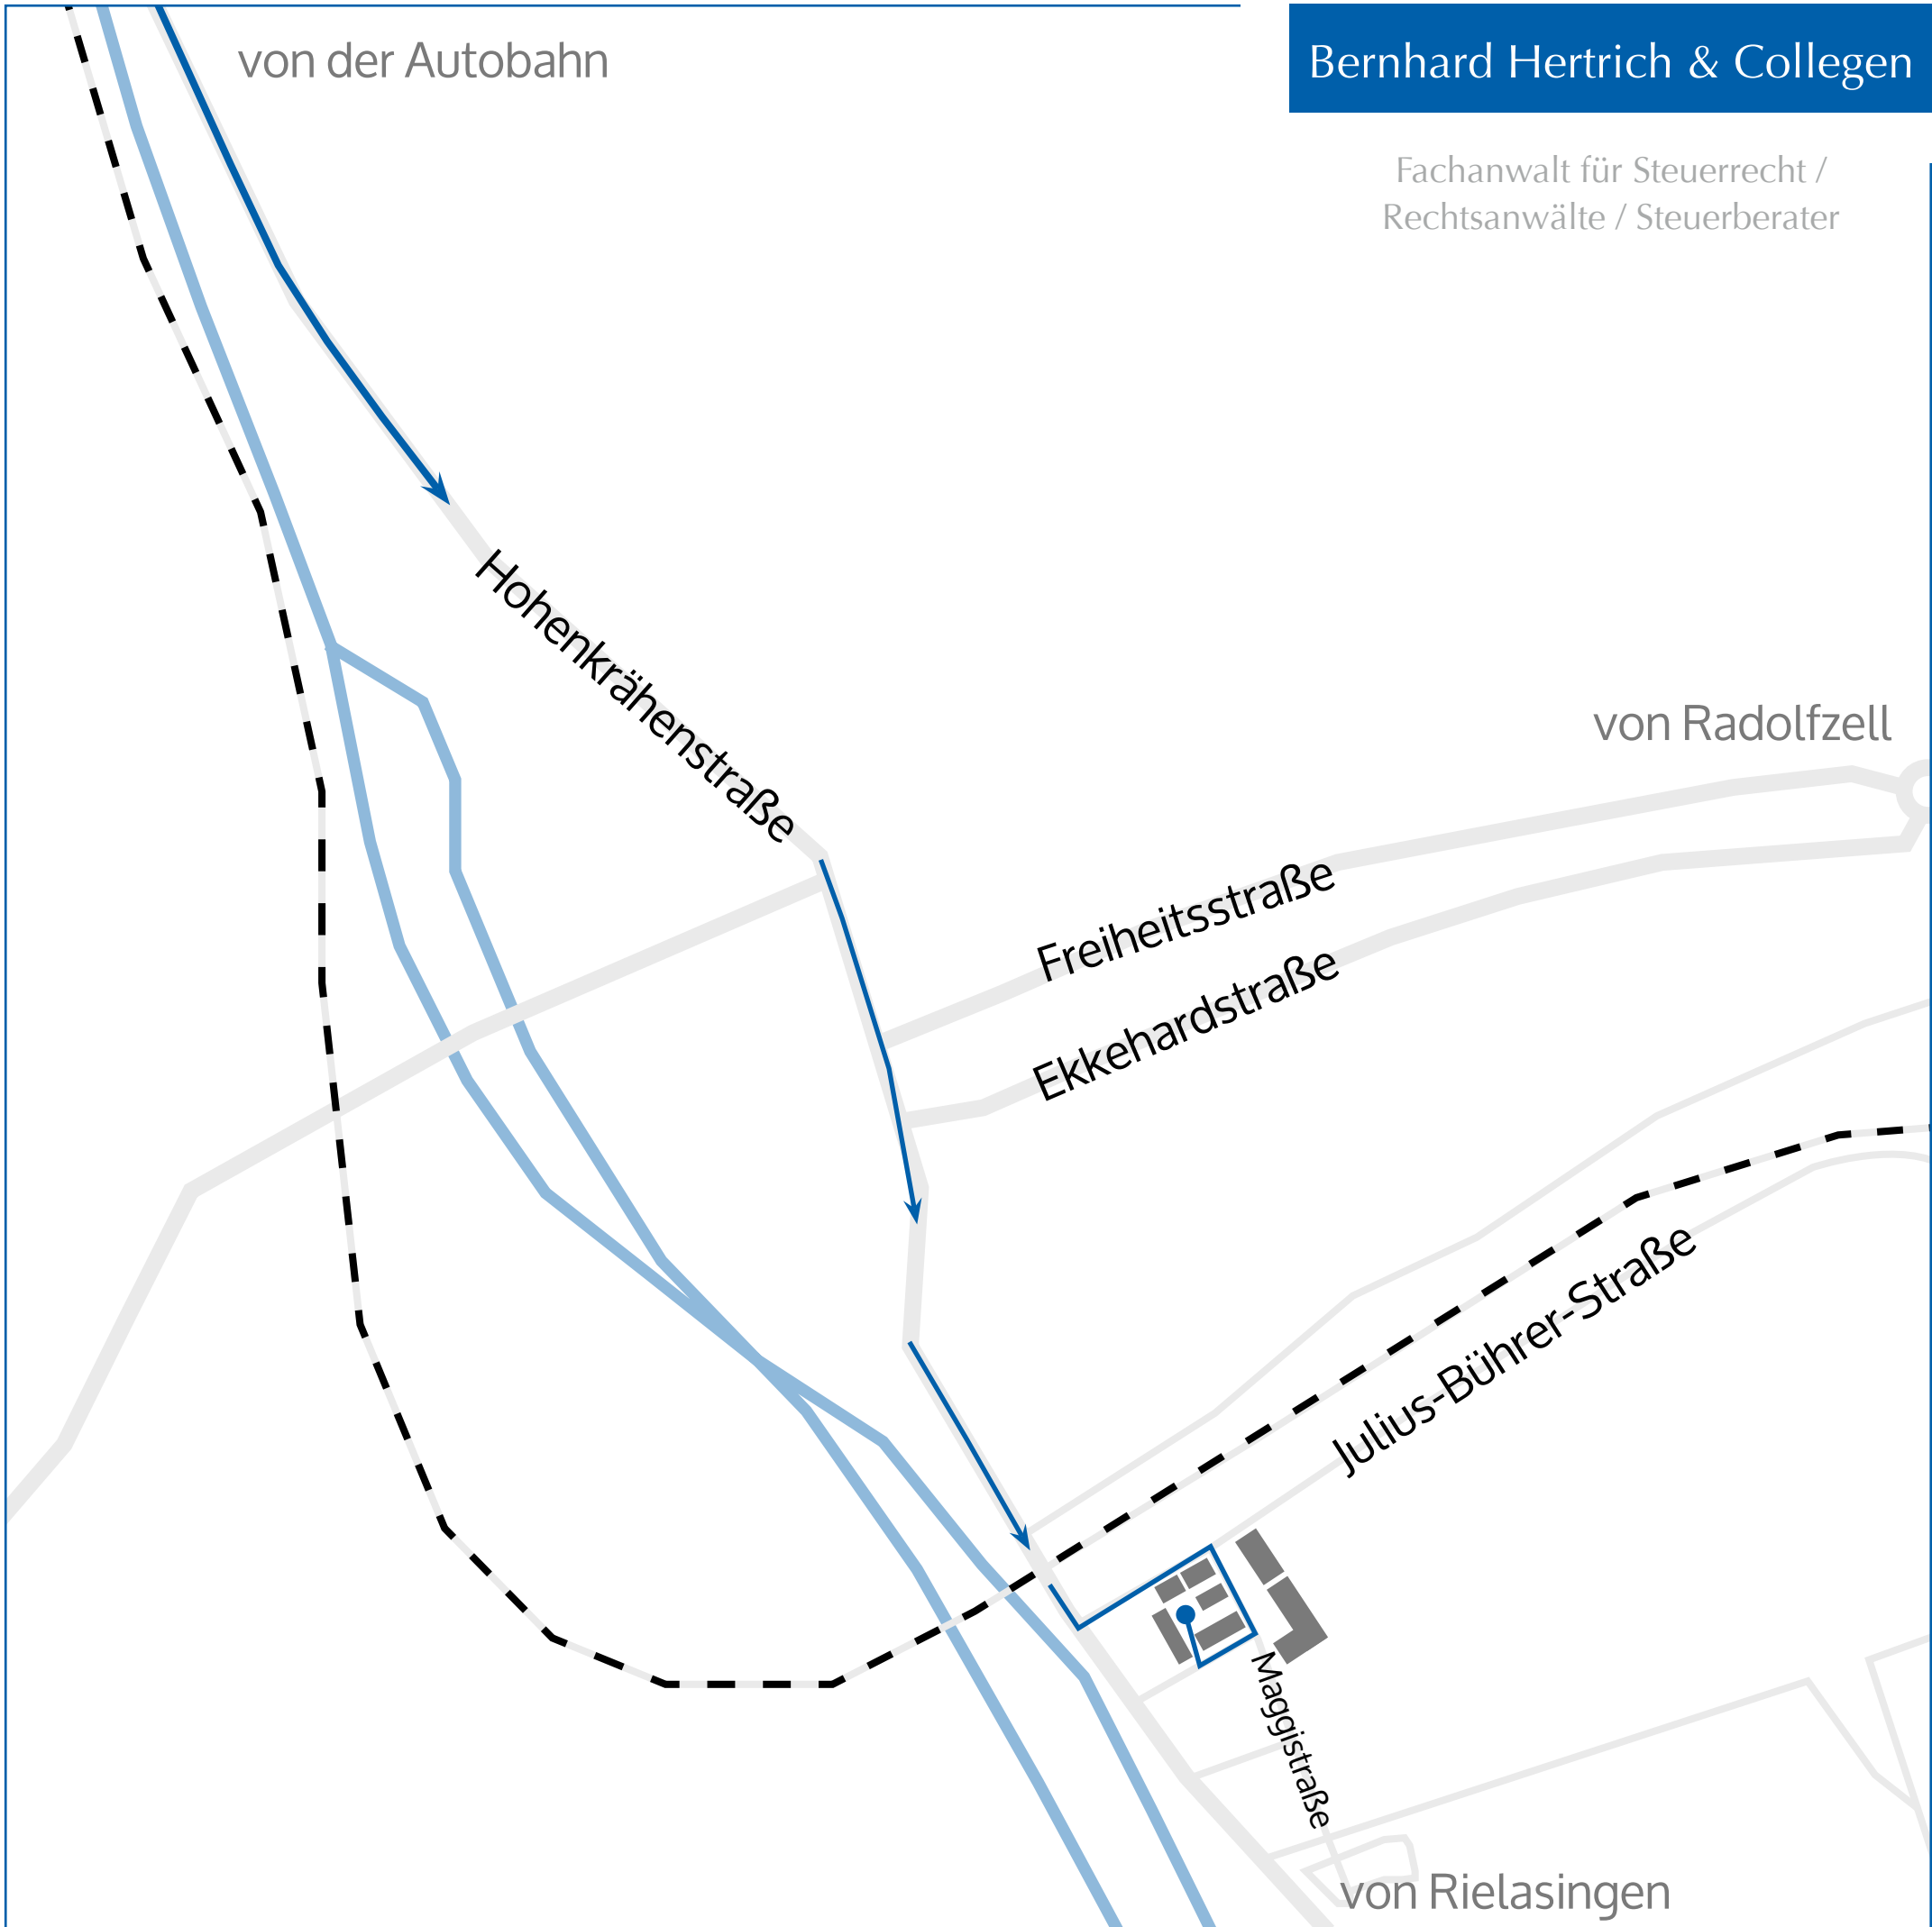 von der Autobahn
Bernhard Hertrich & Collegen
Fachanwalt für Steuerrecht /
Rechtsanwälte / Steuerberater
Hohenkrähenstraße
von Radolfzell
Freiheitsstraße
Ekkehardstraße
Julius-Bührer-Straße
Maggistraße
von Rielasingen